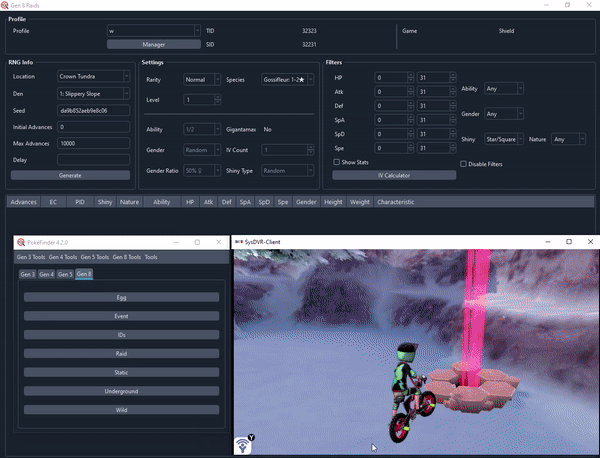 Gen 8 Raids
Profile
Profile w TID 32323 Game Shield
Manager SID 32231
RNG Info Settings Filters
Location Crown Tundra Rarity Normal Species Gossifleur: 1-2★ HP 0 31
Den 1: Slippery Slope Level 1 Atk 0 31 Ability Any
Seed da9b852aeb9e8c06 Def 0 31
Initial Advances 0 Gender Any
Max Advances 10000 Ability 1/2 Gigantamax No SpA 0 31
Delay Gender Random IV Count 1 SpD 0 31 Shiny Star/Square Nature Any
Generate Gender Ratio 50% ♀ Shiny Type Random Spe 0 31
Show Stats Disable Filters
IV Calculator
Advances EC PID Shiny Nature Ability HP Atk Def SpA SpD Spe Gender Height Weight Characteristic
PokéFinder 4.2.0
Gen 3 Tools Gen 4 Tools Gen 5 Tools Gen 8 Tools Tools
Gen 3 Gen 4 Gen 5 Gen 8
Egg
Event
IDs
Raid
Static
Underground
Wild
SysDVR-Client
Y